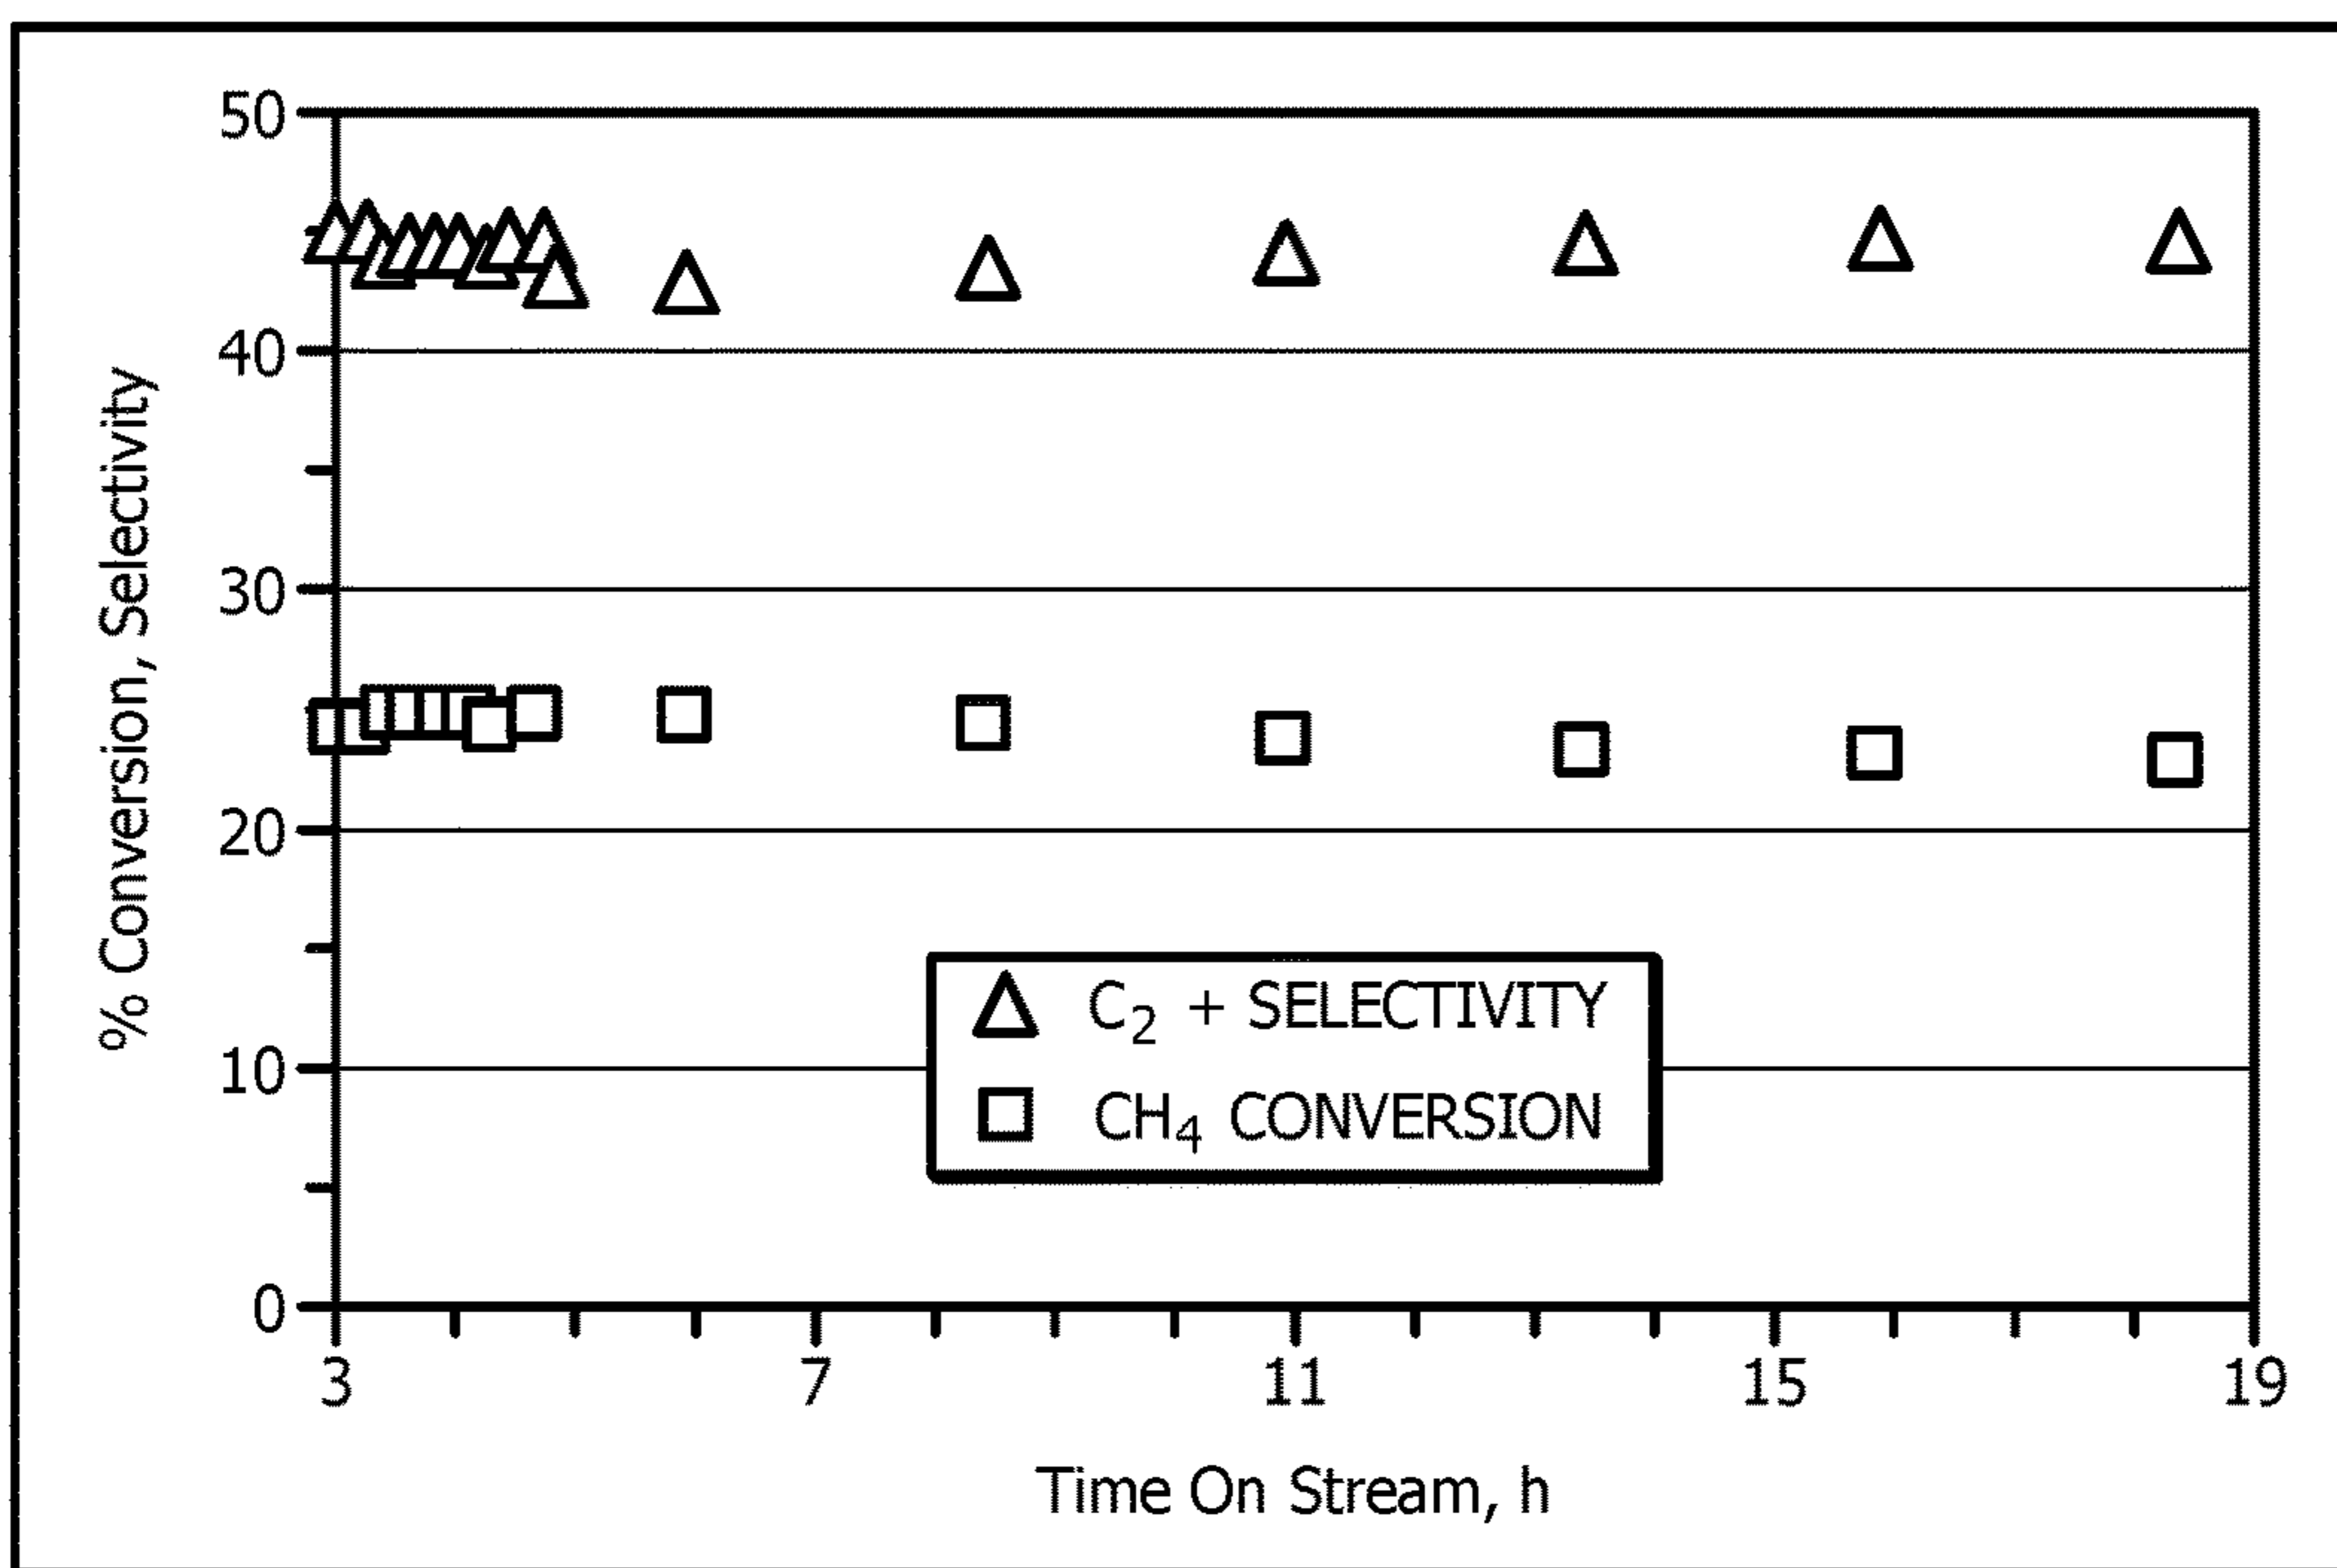 50
40
30
20
10
0
% Conversion, Selectivity
C₂ + SELECTIVITY
CH₄ CONVERSION
3 7 11 15 19
Time On Stream, h